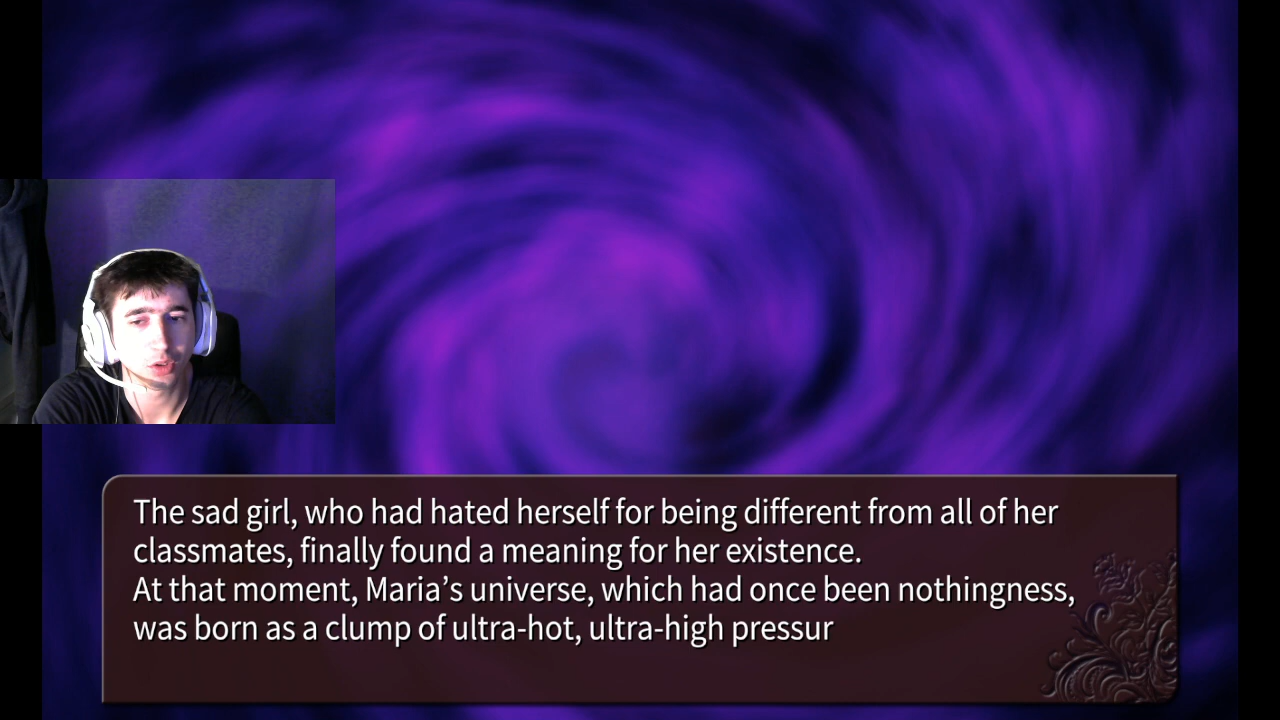 The sad girl, who had hated herself for being different from all of her
classmates, finally found a meaning for her existence.
At that moment, Maria’s universe, which had once been nothingness,
was born as a clump of ultra-hot, ultra-high pressur